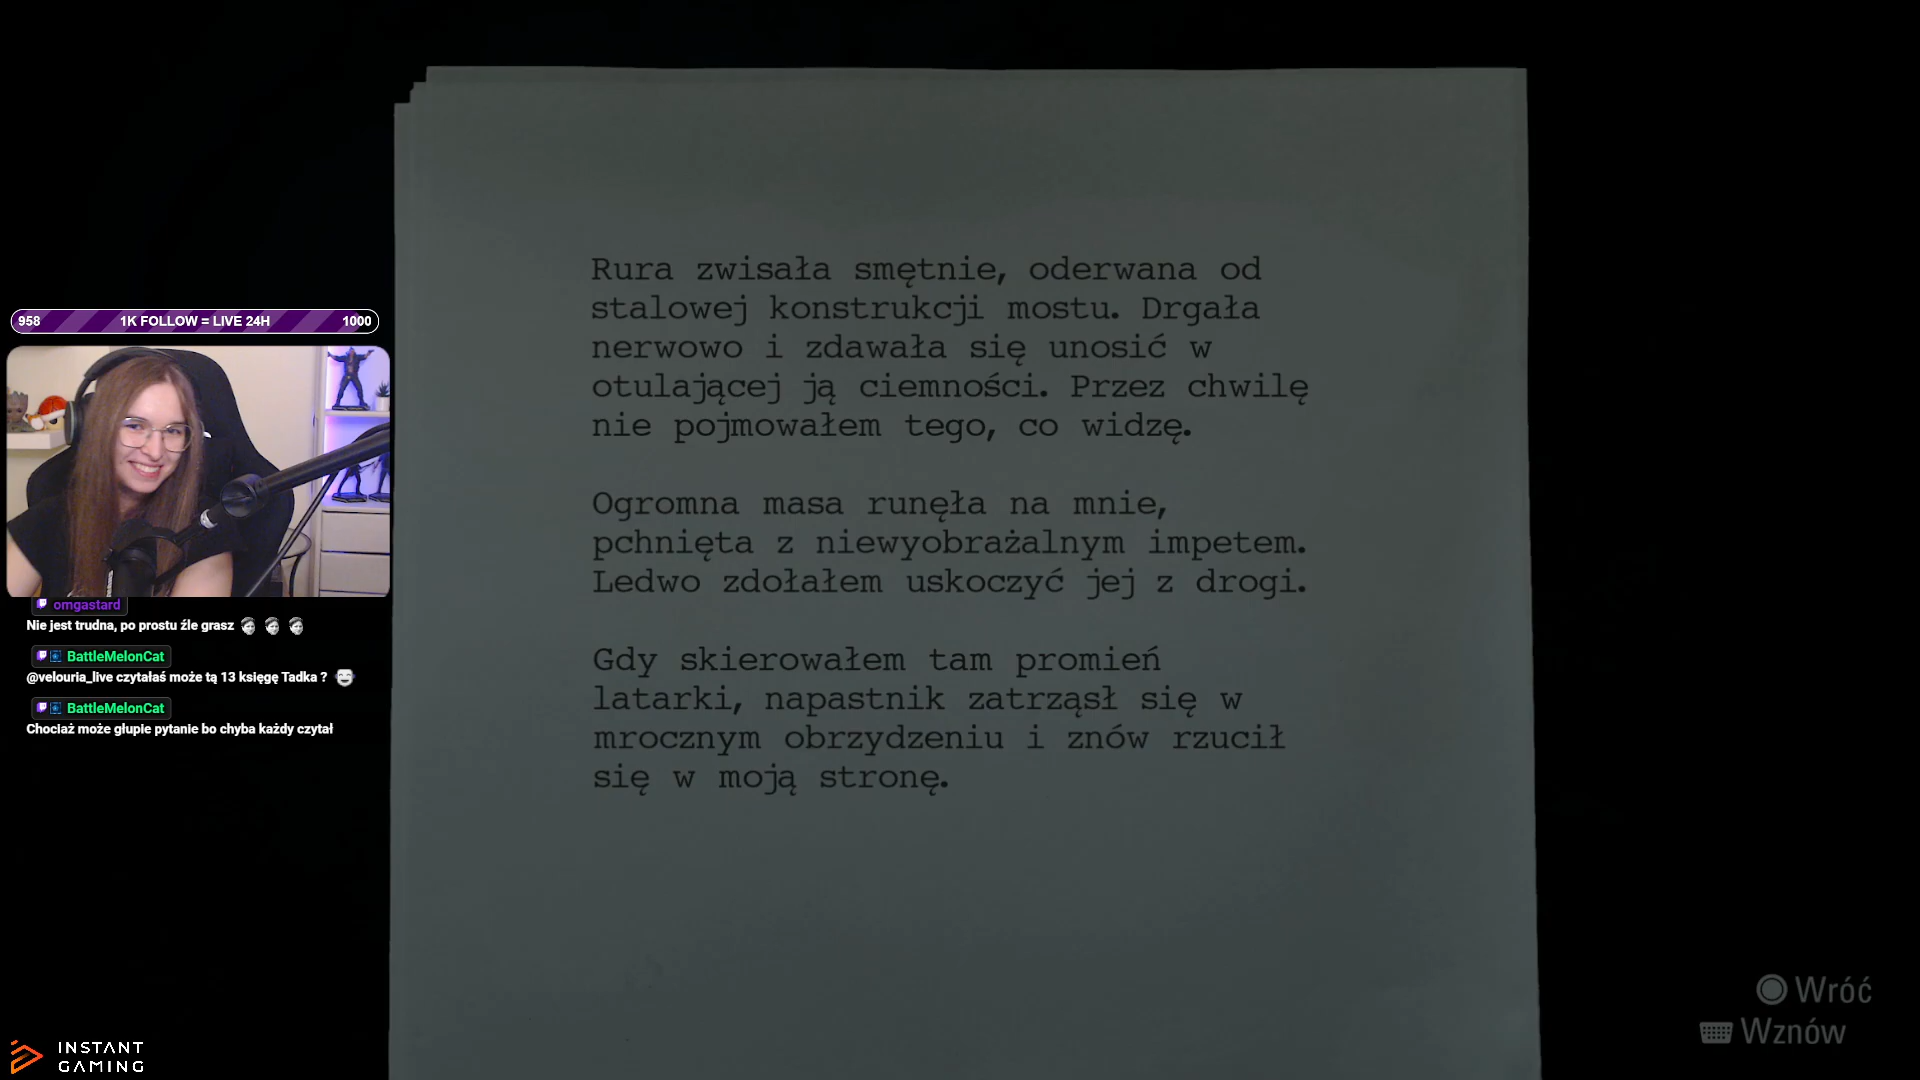 958 1K FOLLOW = LIVE 24H 1000
omgastard
Nie jest trudna, po prostu źle grasz
BattleMelonCat
@velouria_live czytałaś może tą 13 księgę Tadka ?
BattleMelonCat
Chociaż może głupie pytanie bo chyba każdy czytał
INSTANT
GAMING
Rura zwisała smętnie, oderwana od
stalowej konstrukcji mostu. Drgała
nerwowo i zdawała się unosić w
otulającej ją ciemności. Przez chwilę
nie pojmowałem tego, co widzę.
Ogromna masa runęła na mnie,
pchnięta z niewyobrażalnym impetem.
Ledwo zdołałem uskoczyć jej z drogi.
Gdy skierowałem tam promień
latarki, napastnik zatrząsł się w
mrocznym obrzydzeniu i znów rzucił
się w moją stronę.
Wróć
Wznów